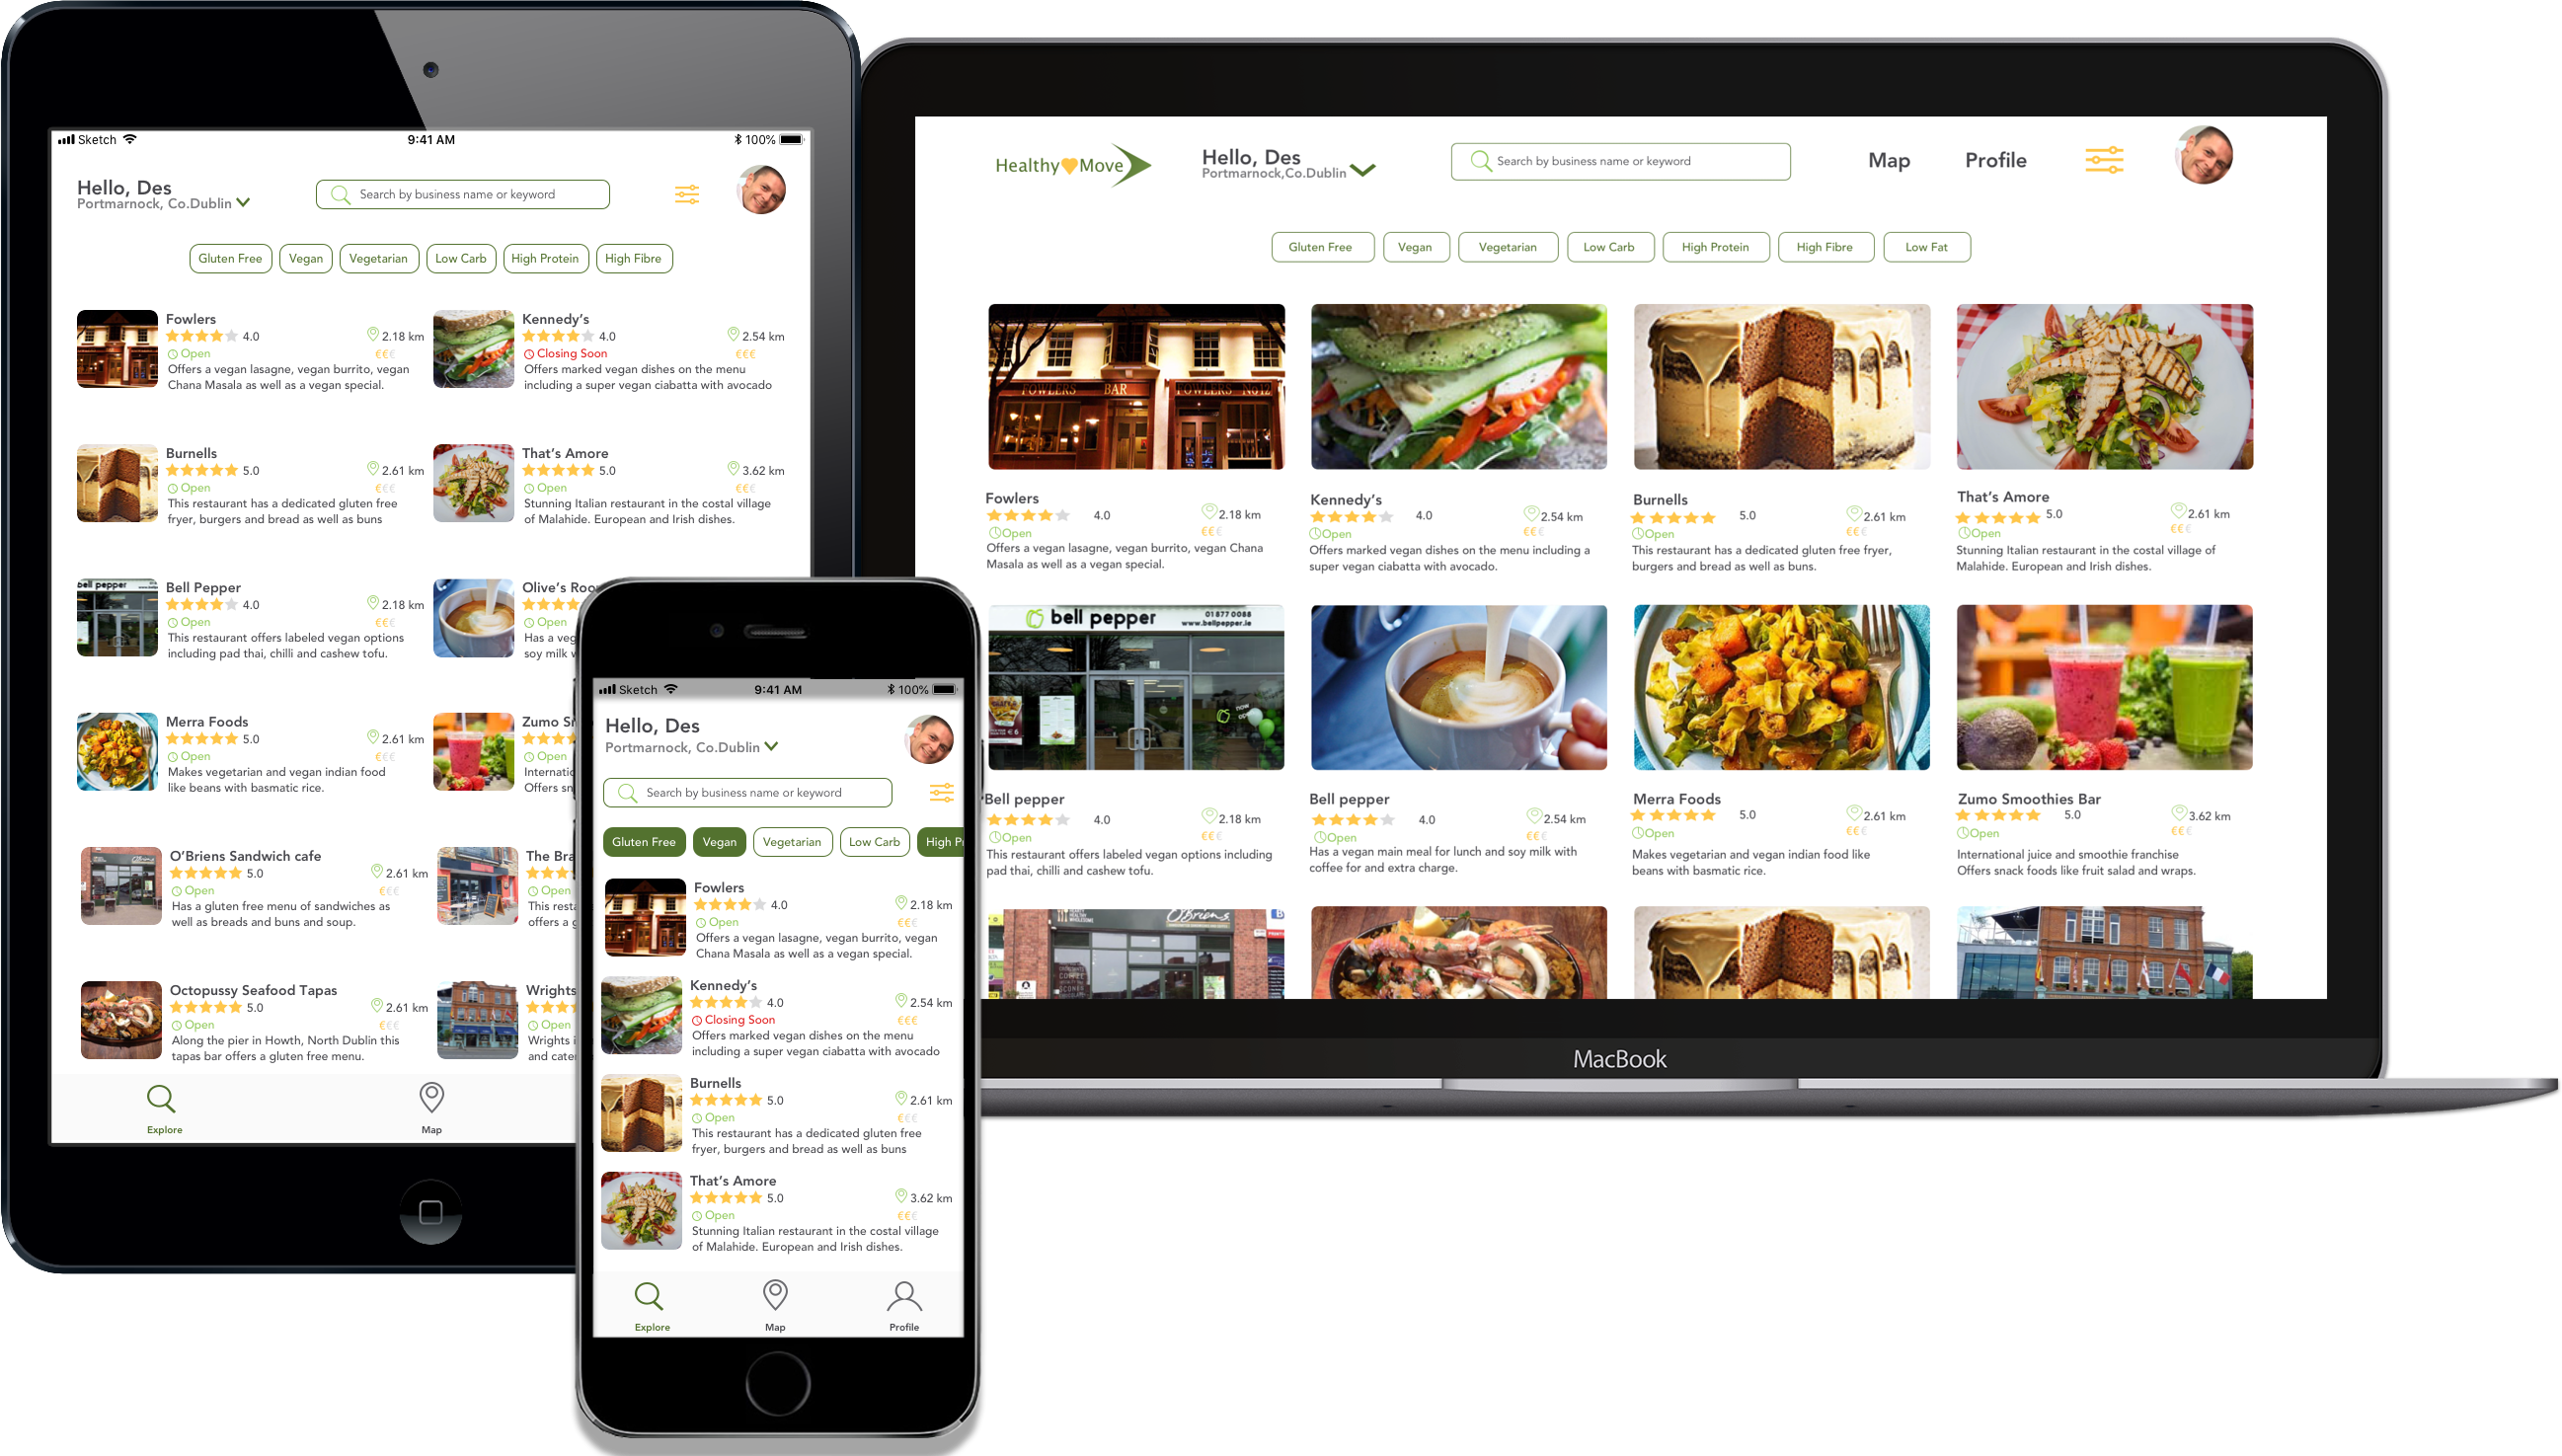 Sketch 9:41 AM 100%
Hello, Des
Portmarnock, Co.Dublin
Search by business name or keyword
Gluten Free Vegan Vegetarian Low Carb High Protein High Fibre
Fowlers
4.0 2.18 km
Open €€€
Offers a vegan lasagne, vegan burrito, vegan
Chana Masala as well as a vegan special.
Kennedy's
4.0 2.54 km
Closing Soon €€€
Offers marked vegan dishes on the menu
including a super vegan ciabatta with avocado
Burnells
5.0 2.61 km
Open €€€
This restaurant has a dedicated gluten free
fryer, burgers and bread as well as buns
That's Amore
5.0 3.62 km
Open €€€
Stunning Italian restaurant in the costal village
of Malahide. European and Irish dishes.
bell pepper
Bell Pepper
4.0 2.18 km
Open €€€
This restaurant offers labeled vegan options
including pad thai, chilli and cashew tofu.
Olive's Roo
Open
Has a veg
soy milk
Merra Foods
5.0 2.61 km
Open €€€
Makes vegetarian and vegan indian food
like beans with basmatic rice.
Zumo
Open
Internatio
Offers sn
O'Briens Sandwich cafe
5.0 2.61 km
Open €€€
Has a gluten free menu of sandwiches as
well as breads and buns and soup.
The Bra
Open
This resta
offers a g
Octopussy Seafood Tapas
5.0 2.61 km
Open €€€
Along the pier in Howth, North Dublin this
tapas bar offers a gluten free menu.
Wrights
Open
Wrights i
and cater
Explore Map
Sketch 9:41 AM 100%
Hello, Des
Portmarnock, Co.Dublin
Search by business name or keyword
Gluten Free Vegan Vegetarian Low Carb High P
Fowlers
4.0 2.18 km
Open €€€
Offers a vegan lasagne, vegan burrito, vegan
Chana Masala as well as a vegan special.
Kennedy's
4.0 2.54 km
Closing Soon €€€
Offers marked vegan dishes on the menu
including a super vegan ciabatta with avocado
Burnells
5.0 2.61 km
Open €€€
This restaurant has a dedicated gluten free
fryer, burgers and bread as well as buns
That's Amore
5.0 3.62 km
Open €€€
Stunning Italian restaurant in the costal village
of Malahide. European and Irish dishes.
Explore Map Profile
Healthy Move
Hello, Des
Portmarnock,Co.Dublin
Search by business name or keyword
Map Profile
Gluten Free Vegan Vegetarian Low Carb High Protein High Fibre Low Fat
FOWLERS BAR FOWLERS No12
Fowlers
4.0 2.18 km
Open €€€
Offers a vegan lasagne, vegan burrito, vegan Chana
Masala as well as a vegan special.
Kennedy's
4.0 2.54 km
Open €€€
Offers marked vegan dishes on the menu including a
super vegan ciabatta with avocado.
Burnells
5.0 2.61 km
Open €€€
This restaurant has a dedicated gluten free fryer,
burgers and bread as well as buns.
That's Amore
5.0 2.61 km
Open €€€
Stunning Italian restaurant in the costal village of
Malahide. European and Irish dishes.
bell pepper
01 877 0088
www.bellpepper.ie
now
Bell pepper
4.0 2.18 km
Open €€€
This restaurant offers labeled vegan options including
pad thai, chilli and cashew tofu.
Bell pepper
4.0 2.54 km
Open €€€
Has a vegan main meal for lunch and soy milk with
coffee for and extra charge.
Merra Foods
5.0 2.61 km
Open €€€
Makes vegetarian and vegan indian food like
beans with basmatic rice.
Zumo Smoothies Bar
5.0 3.62 km
Open €€€
International juice and smoothie franchise
Offers snack foods like fruit salad and wraps.
O'Briens
MacBook